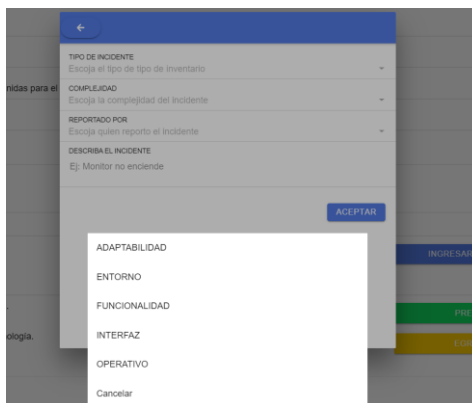 TIPO DE INCIDENTE
Escoja el tipo de tipo de inventario
nidas para el
COMPLEJIDAD
Escoja la complejidad del incidente
REPORTADO POR
Escoja quien reporto el incidente
DESCRIBA EL INCIDENTE
Ej: Monitor no enciende
ACEPTAR
ADAPTABILIDAD
INGRESAR
ENTORNO
FUNCIONALIDAD
PRE
ología.
INTERFAZ
EGR
OPERATIVO
Cancelar